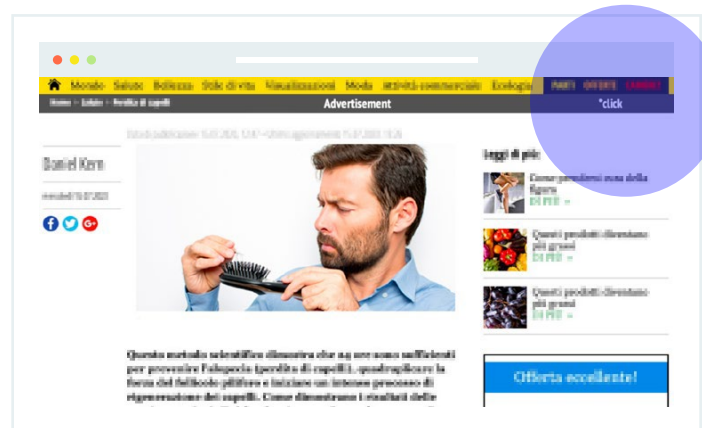 Mondo Salute Bellezza Stile di vita Visualizzazioni Moda Attività commerciale Ecologia PARTI OFFERTE
Home > Salute > Perdita di capelli Advertisement *click
Leggi di più:
Daniel Kern
Come prendersi cura della
figura
DI PIÙ »
Questi prodotti diventano
più grassi
DI PIÙ »
Questi prodotti diventano
più grassi
DI PIÙ »
Questo metodo scientifico dimostra che 24 ore sono sufficienti
per prevenire l'alopecia (perdita di capelli), quadruplicare la
forza del follicolo pilifero e iniziare un intenso processo di
rigenerazione dei capelli. Come dimostrano i risultati delle
Offerta eccellente!